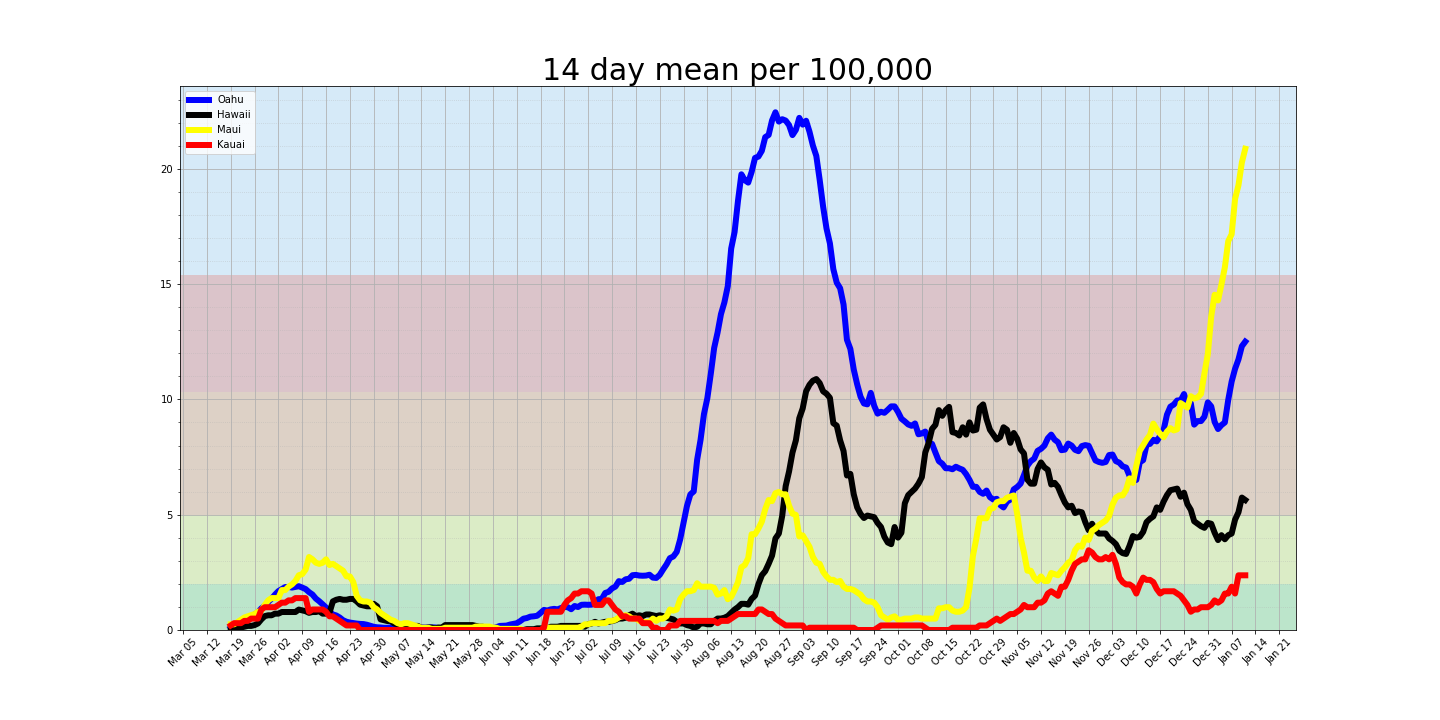 14 day mean per 100,000
Oahu
Hawaii
Maui
Kauai
20
15
10
5
0
Mar 05 Mar 12 Mar 19 Mar 26 Apr 02 Apr 09 Apr 16 Apr 23 Apr 30 May 07 May 14 May 21 May 28 Jun 04 Jun 11 Jun 18 Jun 25 Jul 02 Jul 09 Jul 16 Jul 23 Jul 30 Aug 06 Aug 13 Aug 20 Aug 27 Sep 03 Sep 10 Sep 17 Sep 24 Oct 01 Oct 08 Oct 15 Oct 22 Oct 29 Nov 05 Nov 12 Nov 19 Nov 26 Dec 03 Dec 10 Dec 17 Dec 24 Dec 31 Jan 07 Jan 14 Jan 21